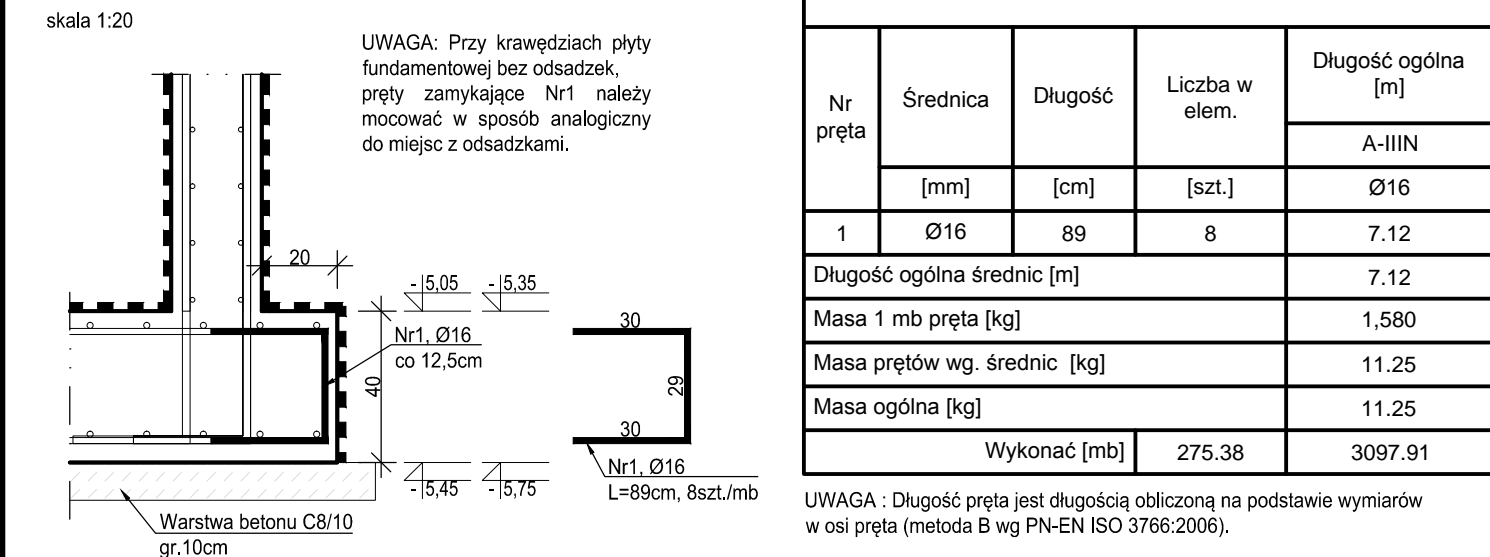 skala 1:20
UWAGA: Przy krawędziach płyty
fundamentowej bez odsadzek,
pręty zamykające Nr1 należy
mocować w sposób analogiczny
do miejsc z odsadzkami.
20
-5,05
-5,35
Nr1, Ø16
co 12,5cm
40
30
29
30
-5,45
-5,75
Nr1, Ø16
L=89cm, 8szt./mb
Warstwa betonu C8/10
gr.10cm
Nr pręta
Średnica
Długość
Liczba w elem.
Długość ogólna [m]
A-IIIN
[mm]
[cm]
[szt.]
Ø16
1 Ø16 89 8 7.12
Długość ogólna średnic [m] 7.12
Masa 1 mb pręta [kg] 1,580
Masa prętów wg. średnic [kg] 11.25
Masa ogólna [kg] 11.25
Wykonać [mb] 275.38 3097.91
UWAGA : Długość pręta jest długością obliczoną na podstawie wymiarów
w osi pręta (metoda B wg PN-EN ISO 3766:2006).